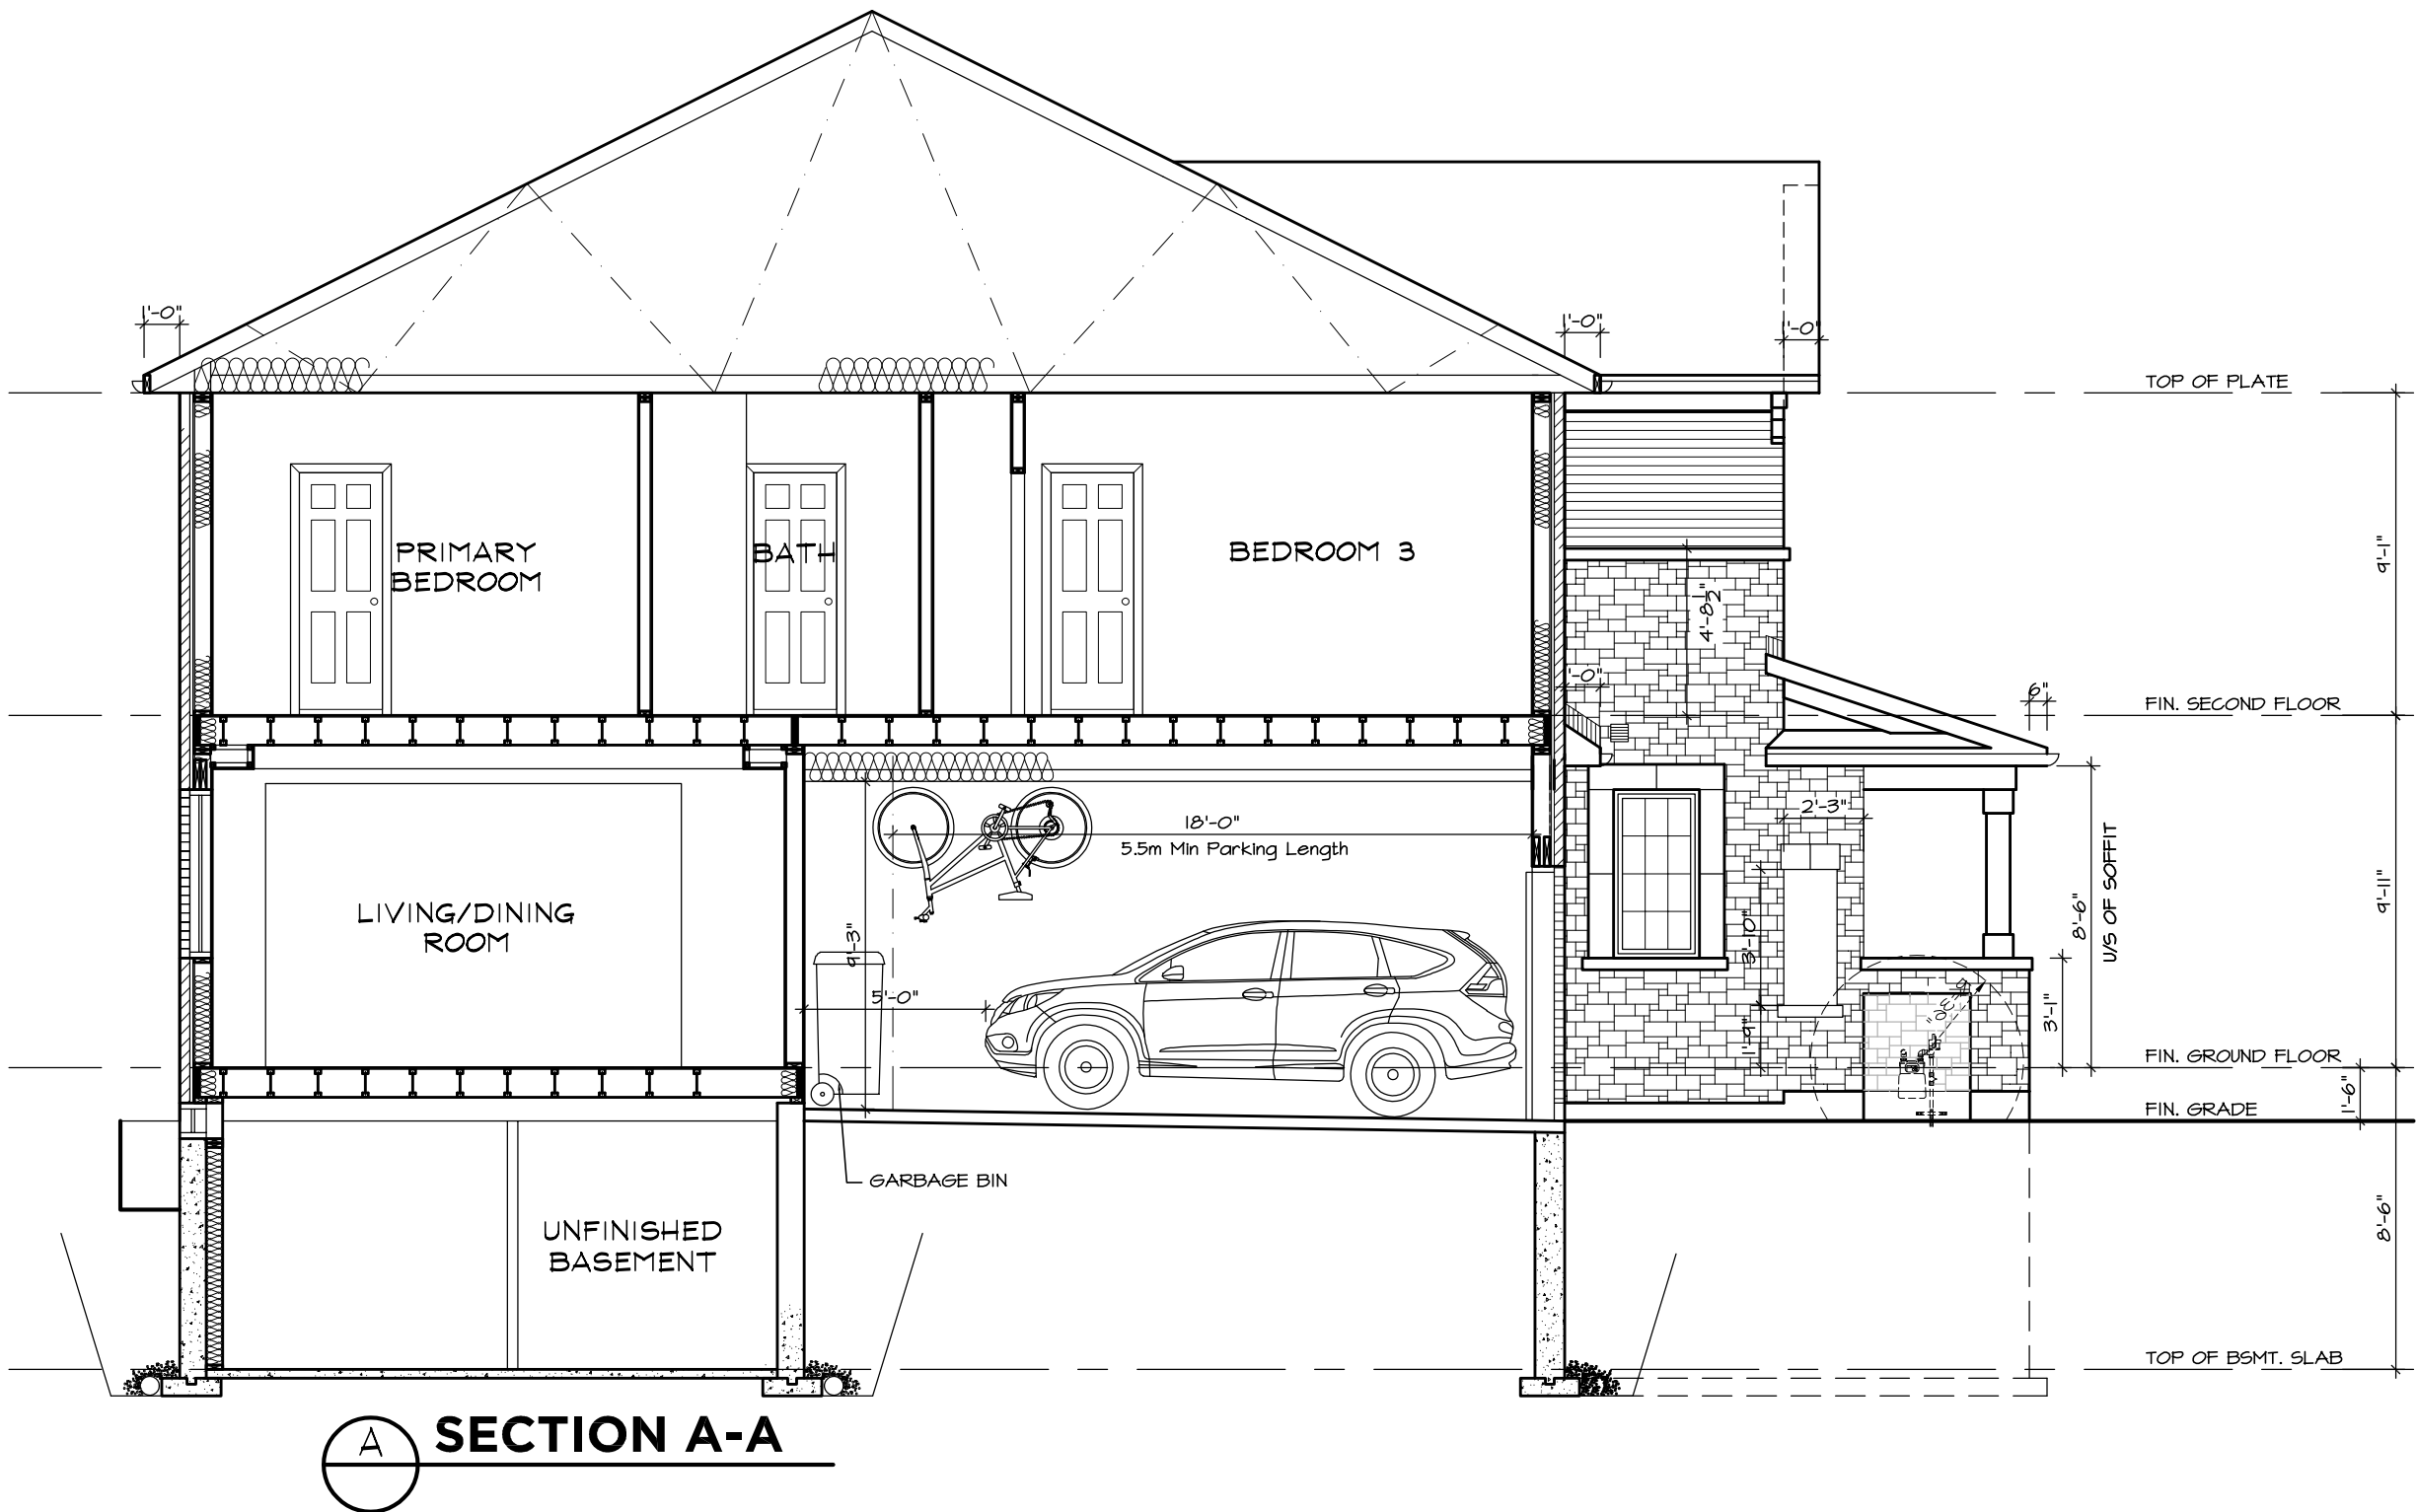 1'-0"
1'-0"
1'-0"
TOP OF PLATE
PRIMARY
BEDROOM
BATH
BEDROOM 3
9'-1"
4'-8 1/2"
1'-0"
6"
FIN. SECOND FLOOR
18'-0"
5.5m Min Parking Length
2'-3"
LIVING/DINING
ROOM
9'-3"
5'-0"
3'-10"
8'-6"
U/S OF SOFFIT
9'-11"
1'-9"
3'-1"
FIN. GROUND FLOOR
1'-6"
FIN. GRADE
GARBAGE BIN
UNFINISHED
BASEMENT
8'-6"
TOP OF BSMT. SLAB
A
SECTION A-A